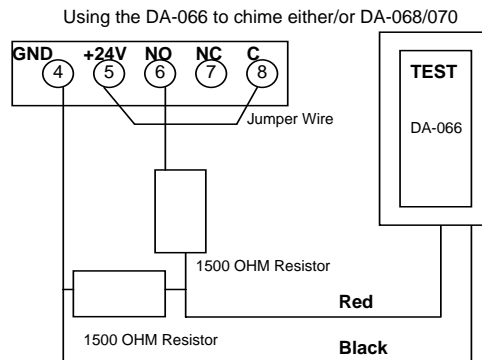 Using the DA-066 to chime either/or DA-068/070
GND +24V NO NC C
4 5 6 7 8
TEST
Jumper Wire
DA-066
1500 OHM Resistor
Red
1500 OHM Resistor
Black